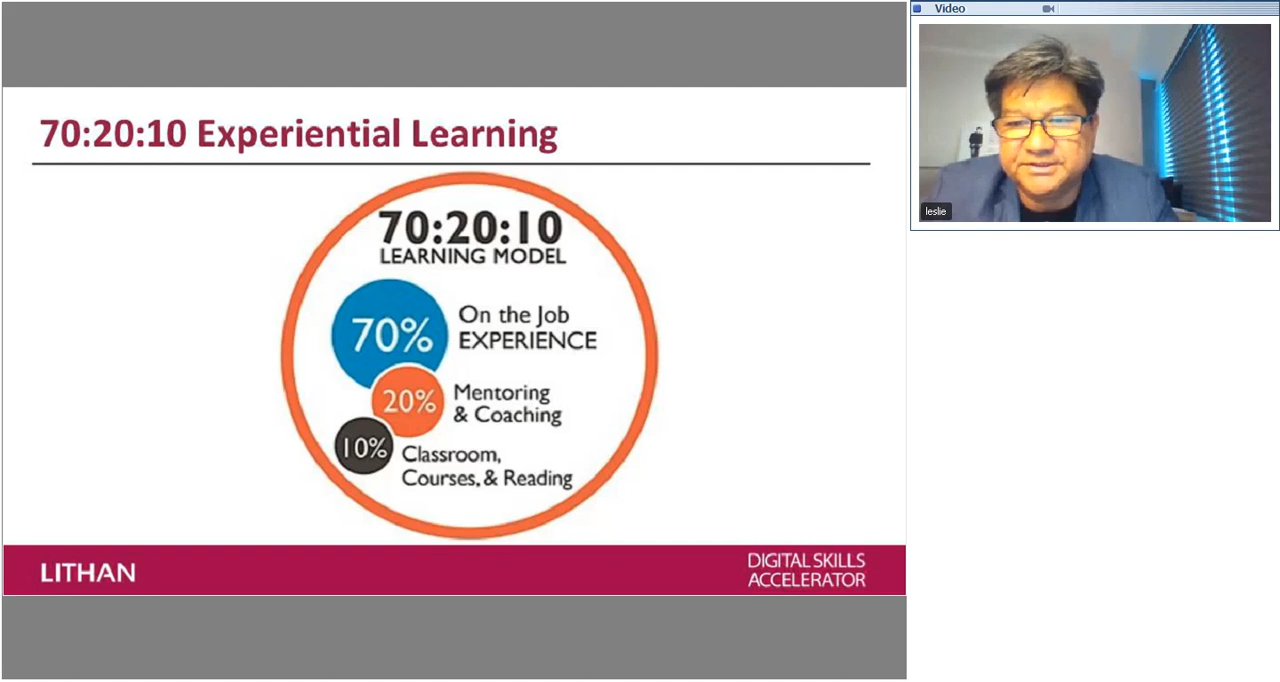 70:20:10 Experiential Learning
70:20:10
LEARNING MODEL
70%
On the Job
EXPERIENCE
20%
Mentoring
& Coaching
10%
Classroom,
Courses, & Reading
LITHAN
DIGITAL SKILLS
ACCELERATOR
Video
leslie